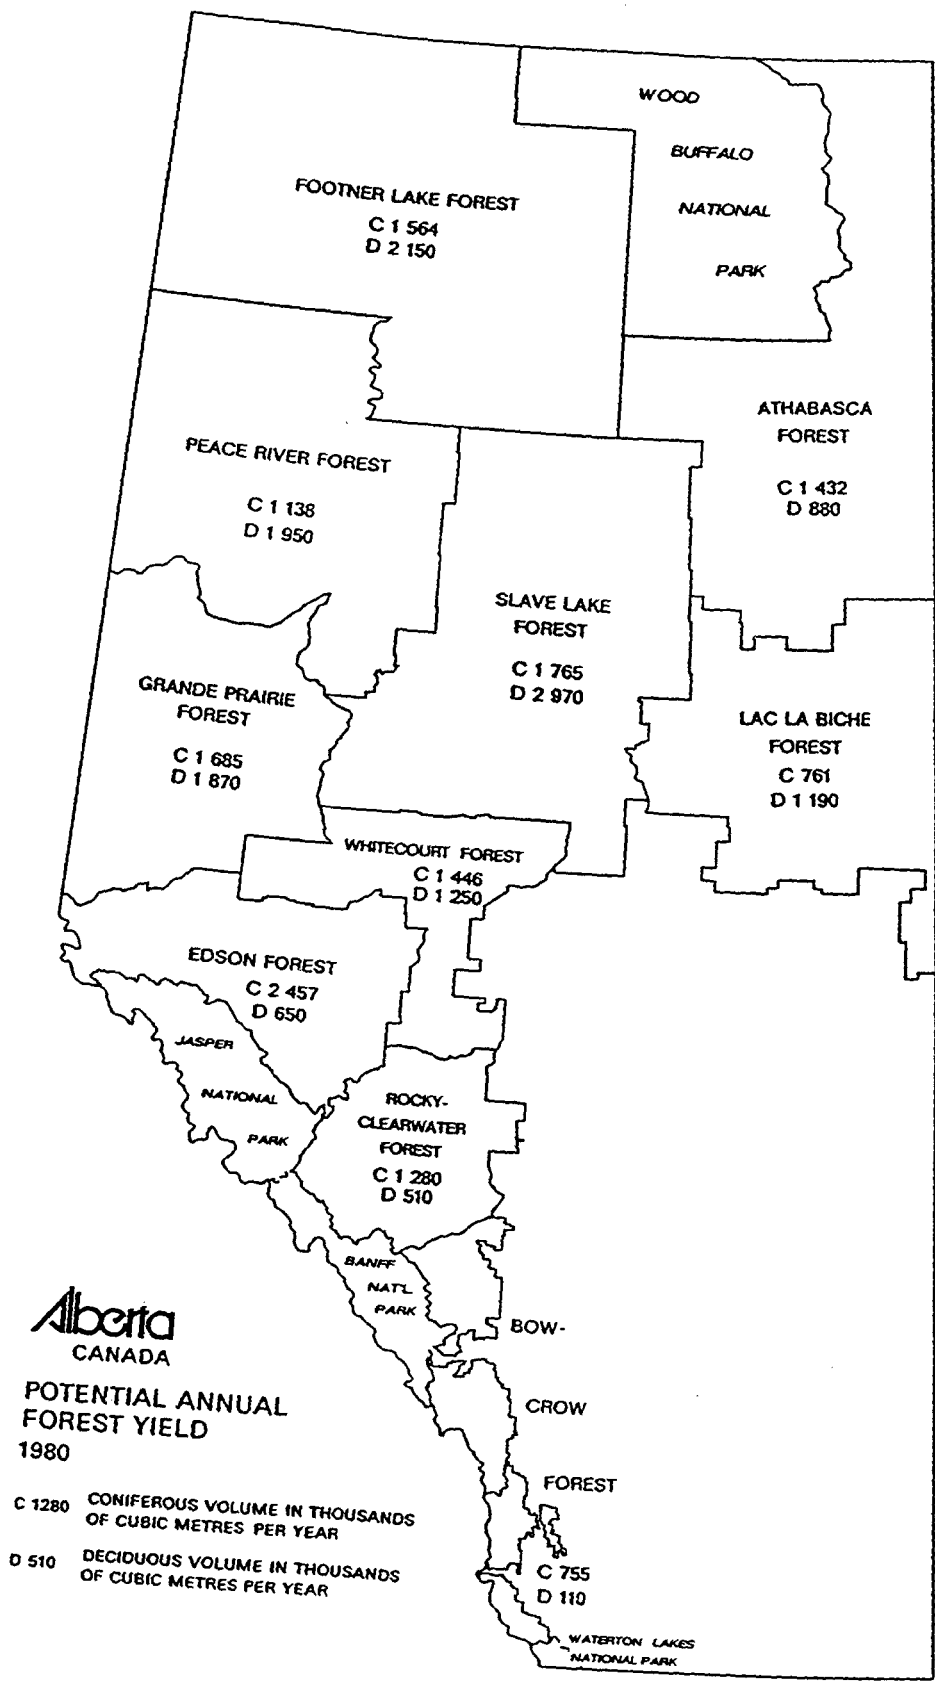 WOOD
BUFFALO
NATIONAL
PARK
FOOTNER LAKE FOREST
C 1 564
D 2 150
ATHABASCA
FOREST
C 1 432
D 880
PEACE RIVER FOREST
C 1 138
D 1 950
SLAVE LAKE
FOREST
C 1 765
D 2 970
GRANDE PRAIRIE
FOREST
C 1 685
D 1 870
LAC LA BICHE
FOREST
C 761
D 1 190
WHITECOURT FOREST
C 1 446
D 1 250
EDSON FOREST
C 2 457
D 650
JASPER
NATIONAL
PARK
ROCKY-
CLEARWATER
FOREST
C 1 280
D 510
BANFF
NAT'L
PARK
BOW-
CROW
FOREST
C 755
D 110
WATERTON LAKES
NATIONAL PARK
Alberta
CANADA
POTENTIAL ANNUAL
FOREST YIELD
1980
C 1280 CONIFEROUS VOLUME IN THOUSANDS
OF CUBIC METRES PER YEAR
D 510 DECIDUOUS VOLUME IN THOUSANDS
OF CUBIC METRES PER YEAR